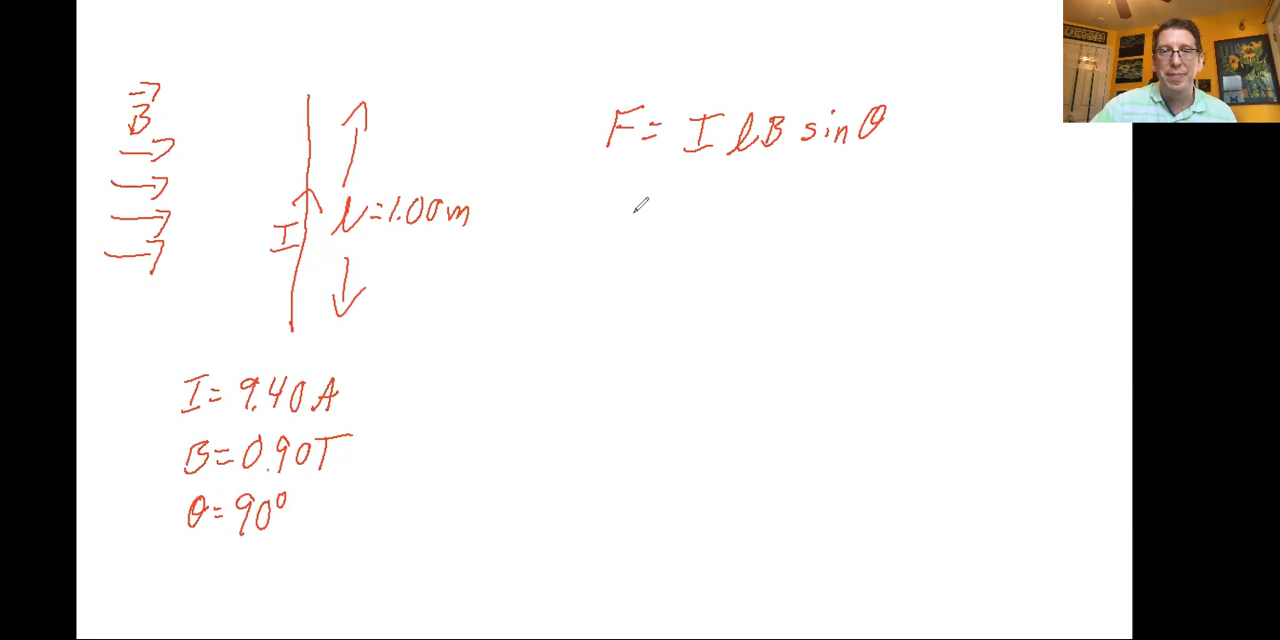 B
I
l = 1.00 m
I = 9.40 A
B = 0.90 T
θ = 90°
F = I l B sin θ